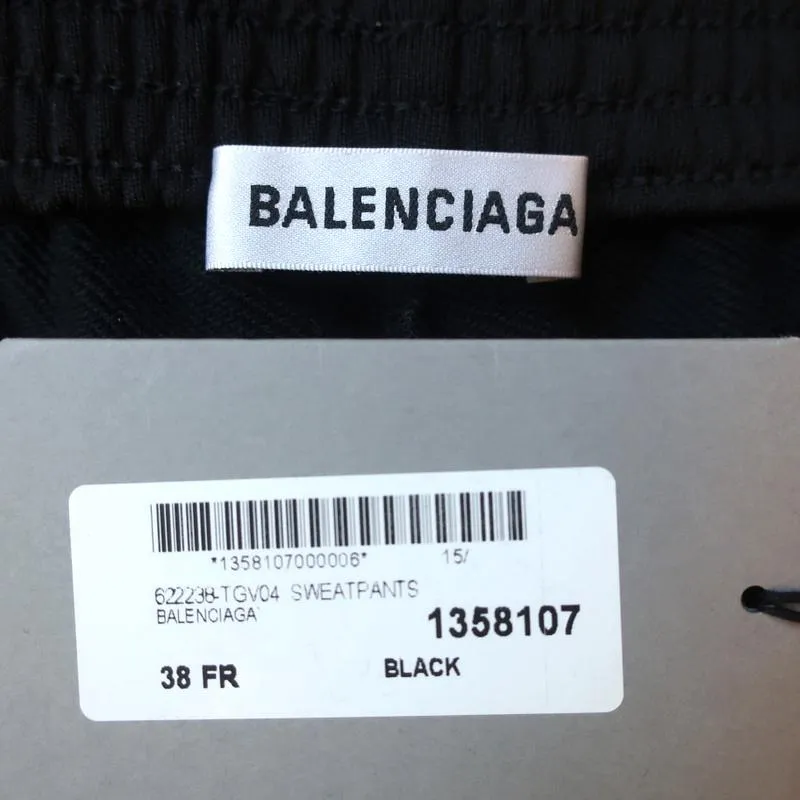 BALENCIAGA
*1358107000006* 15/
622238-TGV04 SWEATPANTS
BALENCIAGA
1358107
38 FR BLACK